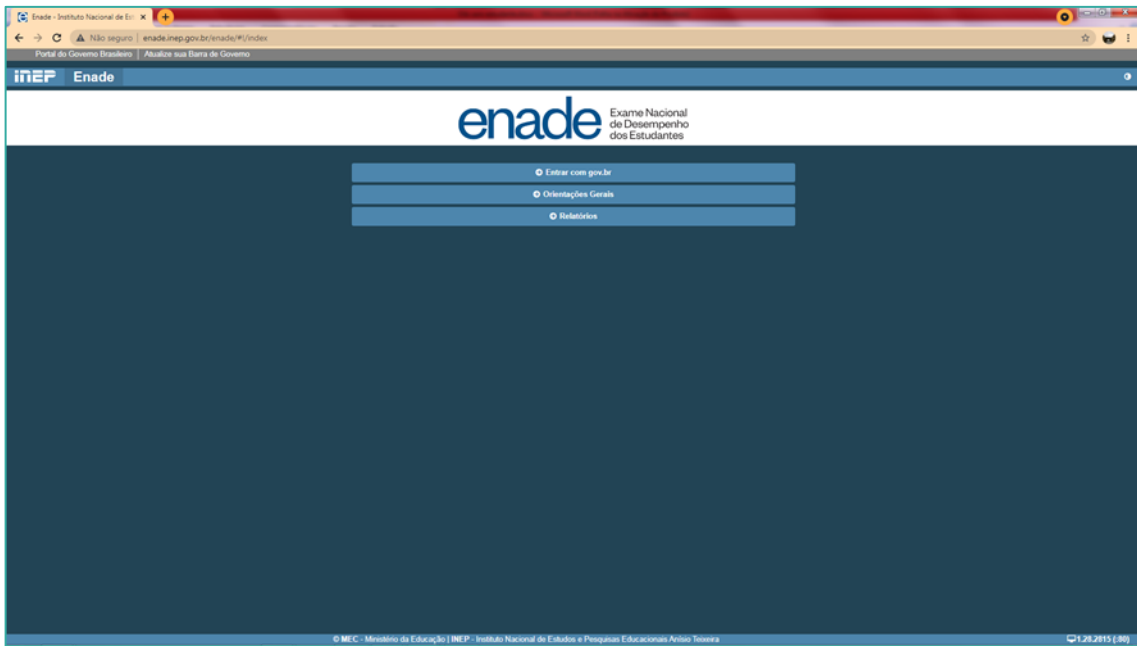 Enade - Instituto Nacional de Est
Não seguro | enade.inep.gov.br/enade/#!/index
Portal do Governo Brasileiro | Atualize sua Barra de Governo
inep Enade
enade Exame Nacional
de Desempenho
dos Estudantes
Entrar com gov.br
Orientações Gerais
Relatórios
© MEC - Ministério da Educação | INEP - Instituto Nacional de Estudos e Pesquisas Educacionais Anísio Teixeira
1.28.2015 (:80)